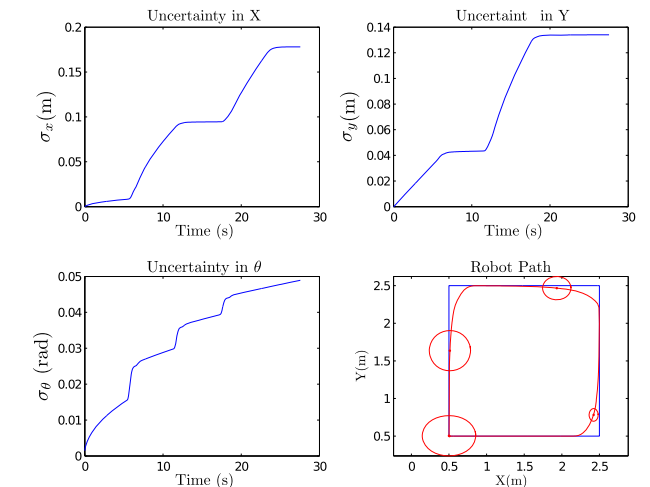 Uncertainty in X
0.2
0.15
0.1
0.05
0
σx(m)
0 10 20 30
Time (s)
Uncertaint in Y
0.14
0.12
0.1
0.08
0.06
0.04
0.02
0
σy(m)
0 10 20 30
Time (s)
Uncertainty in θ
0.05
0.04
0.03
0.02
0.01
0
σθ (rad)
0 10 20 30
Time (s)
Robot Path
2.5
2
1.5
1
0.5
Y(m)
0 0.5 1 1.5 2 2.5
X(m)